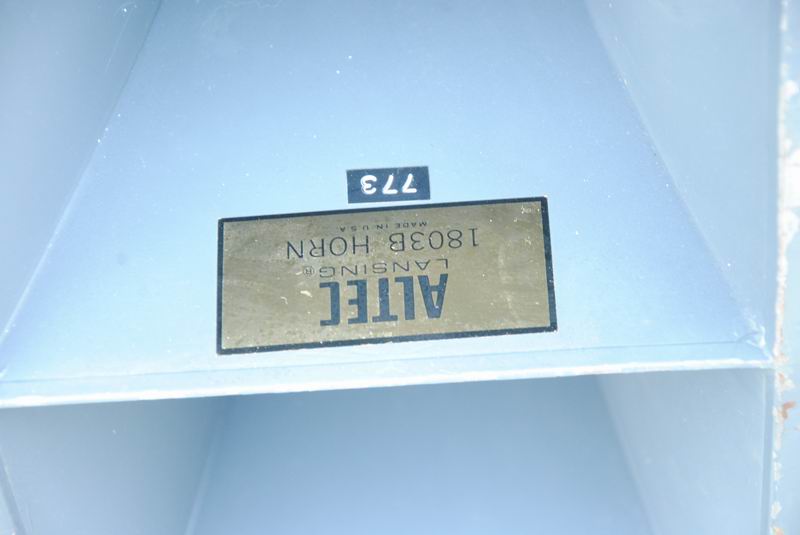 ALTEC
LANSING®
1803B HORN
MADE IN U.S.A.
773